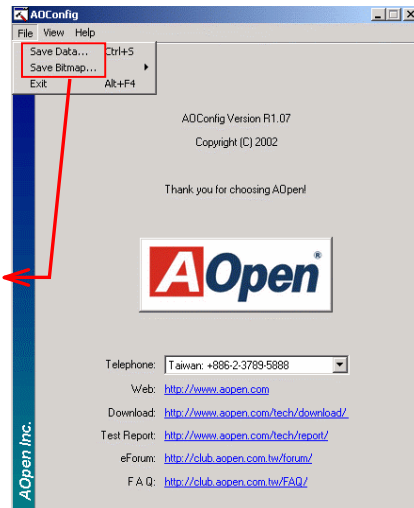 AOConfig
File View Help
Save Data... Ctrl+S
Save Bitmap...
Exit Alt+F4
AOConfig Version R1.07
Copyright (C) 2002
Thank you for choosing AOpen!
AOpen®
Telephone: Taiwan: +886-2-3789-5888
Web: http://www.aopen.com
Download: http://www.aopen.com/tech/download/
Test Report: http://www.aopen.com/tech/report/
eForum: http://club.aopen.com.tw/forum/
F A Q: http://club.aopen.com.tw/FAQ/
AOpen Inc.